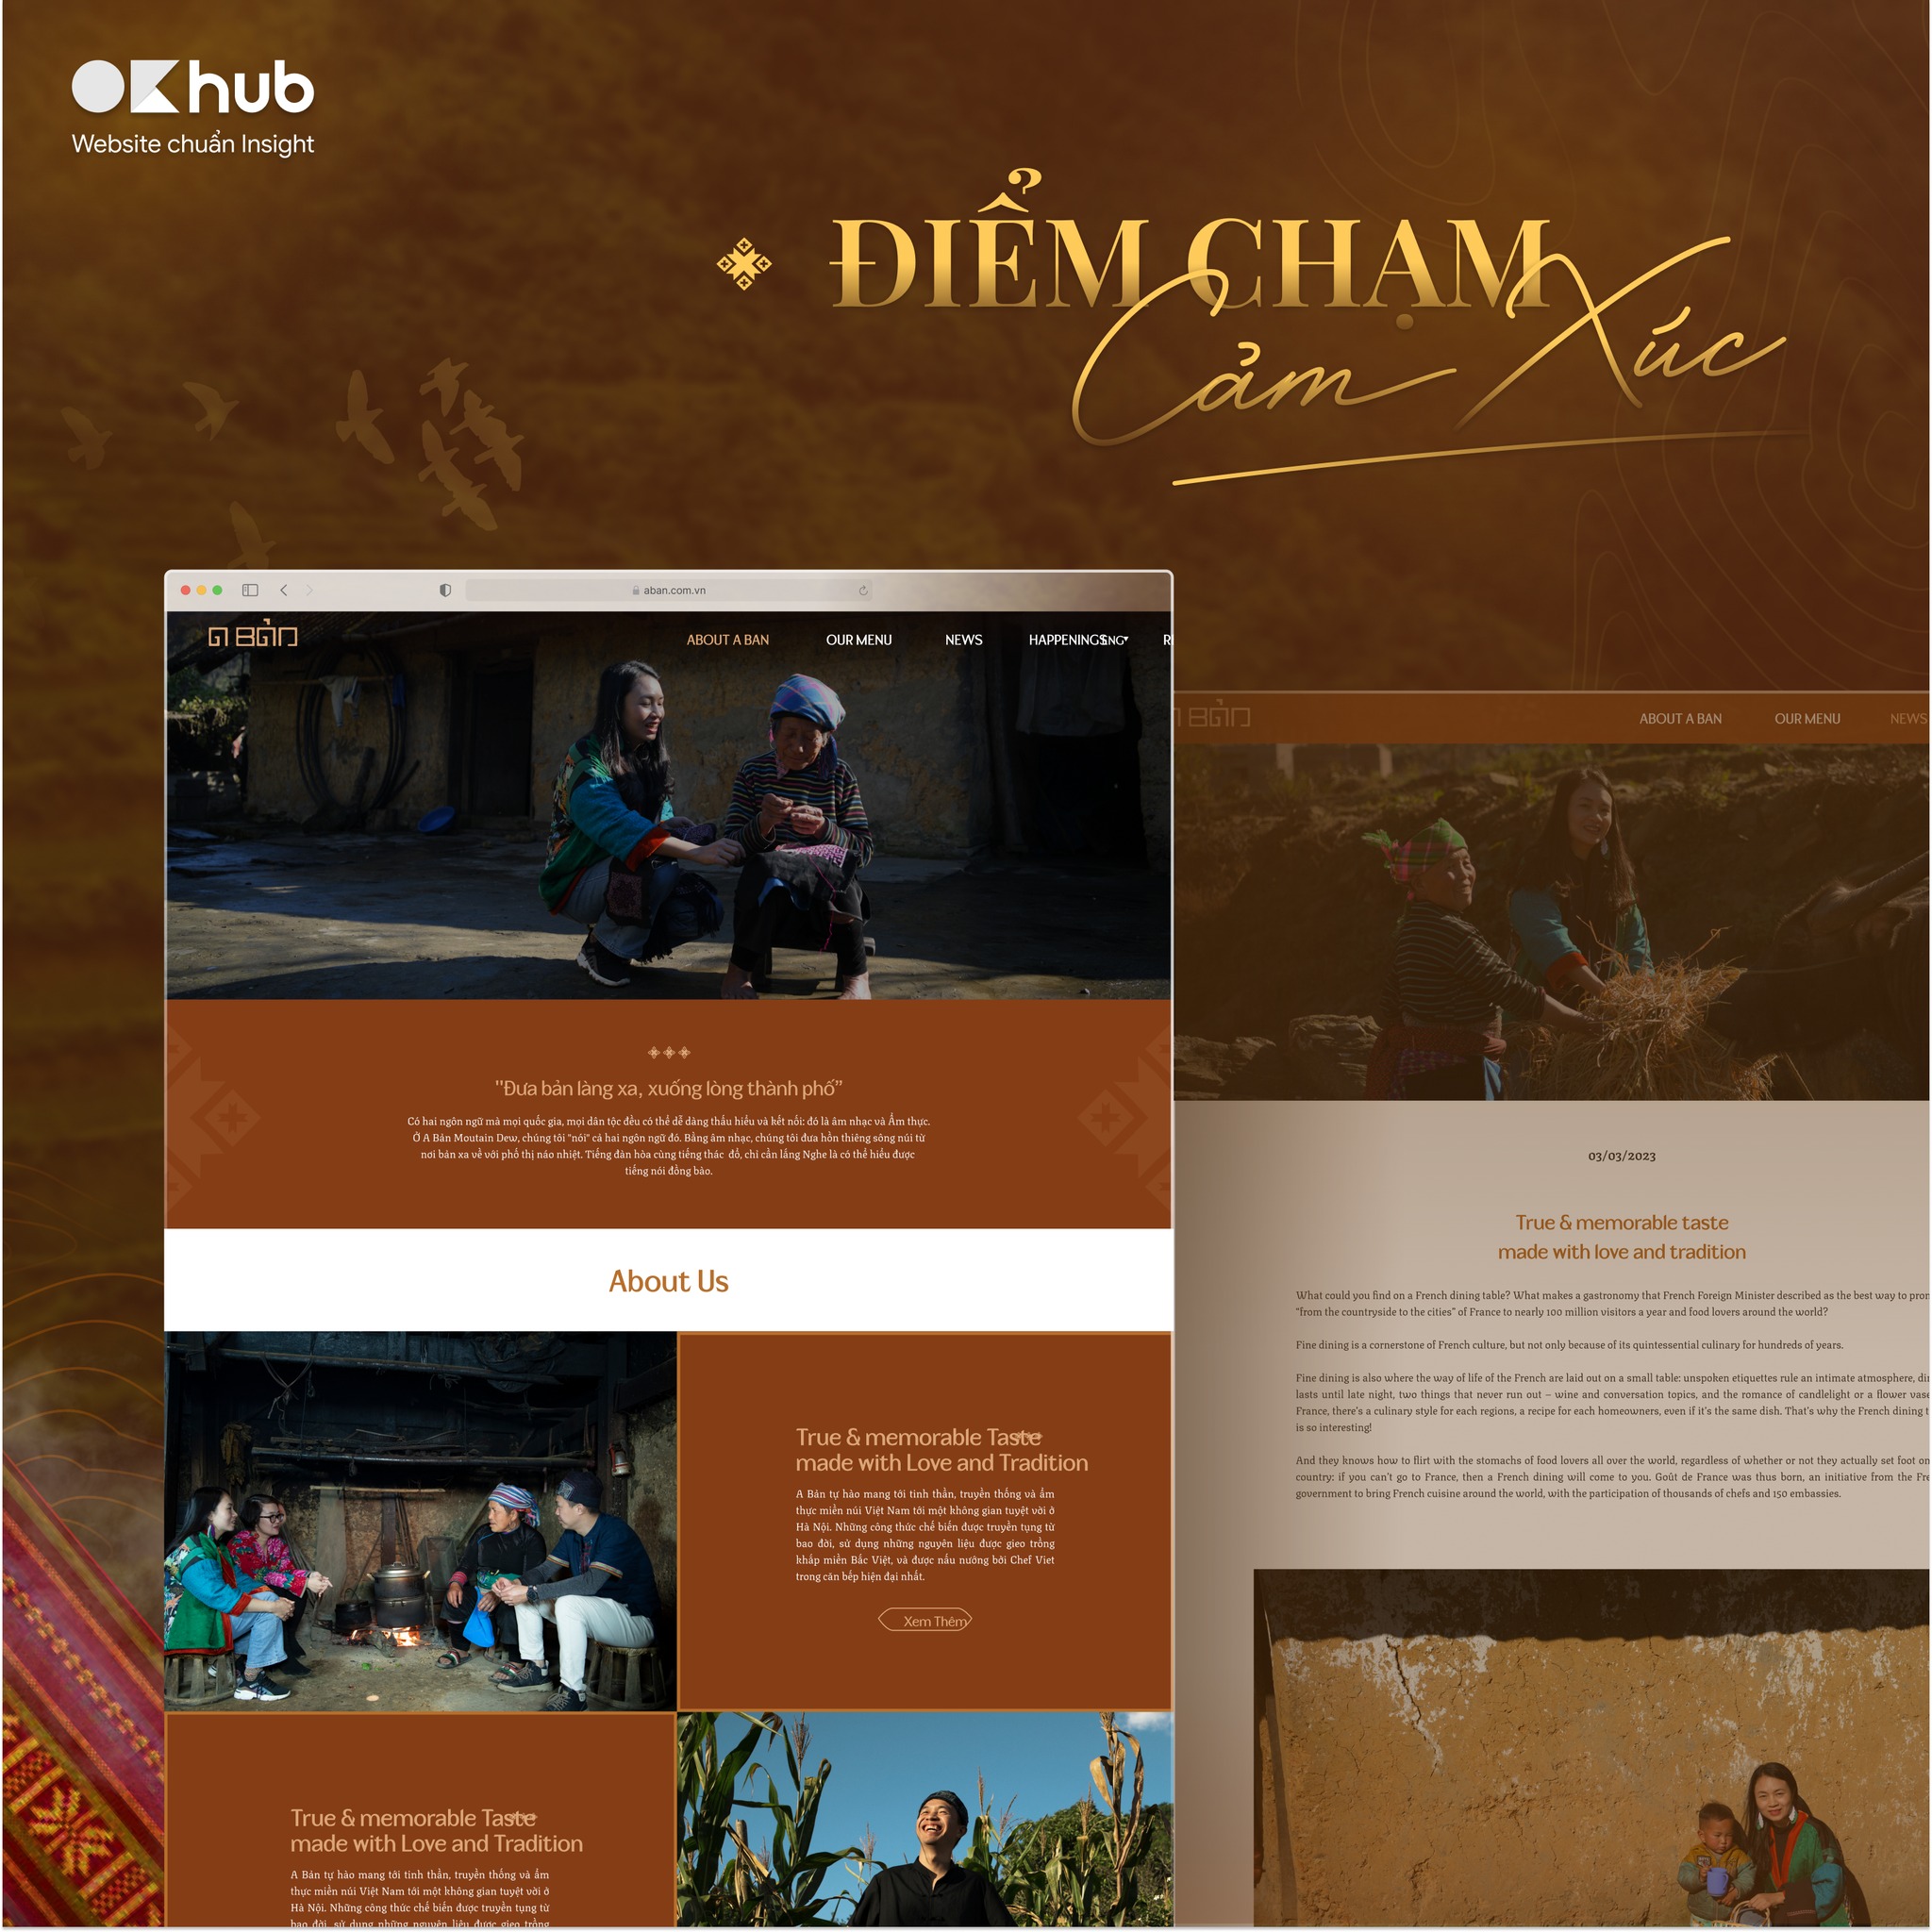 OK hub
Website chuẩn Insight
ĐIỂM CHẠM
Cảm Xúc
aban.com.vn
A BẢN
ABOUT A BAN
OUR MENU
NEWS
HAPPENINGS
ENG
"Đưa bản làng xa, xuống lòng thành phố”
Có hai ngôn ngữ mà mọi quốc gia, mọi dân tộc đều có thể dễ dàng thấu hiểu và kết nối: đó là âm nhạc và Ẩm thực.
Ở A Bản Moutain Dew, chúng tôi "nói" cả hai ngôn ngữ đó. Bằng âm nhạc, chúng tôi đưa hồn thiêng sông núi từ
nơi bản xa về với phố thị náo nhiệt. Tiếng đàn hòa cùng tiếng thác đổ, chỉ cần lắng Nghe là có thể hiểu được
tiếng nói đồng bào.
About Us
True & memorable Taste
made with Love and Tradition
A Bản tự hào mang tới tinh thần, truyền thống và ẩm
thực miền núi Việt Nam tới một không gian tuyệt vời ở
Hà Nội. Những công thức chế biến được truyền tụng từ
bao đời, sử dụng những nguyên liệu được gieo trồng
khắp miền Bắc Việt, và được nấu nướng bởi Chef Viet
trong căn bếp hiện đại nhất.
Xem Thêm
True & memorable Taste
made with Love and Tradition
A Bản tự hào mang tới tinh thần, truyền thống và ẩm
thực miền núi Việt Nam tới một không gian tuyệt vời ở
Hà Nội. Những công thức chế biến được truyền tụng từ
bao đời, sử dụng những nguyên liệu được gieo trồng
BẢN
ABOUT A BAN
OUR MENU
NEWS
03/03/2023
True & memorable taste
made with love and tradition
What could you find on a French dining table? What makes a gastronomy that French Foreign Minister described as the best way to
“from the countryside to the cities” of France to nearly 100 million visitors a year and food lovers around the world?
Fine dining is a cornerstone of French culture, but not only because of its quintessential culinary for hundreds of years.
Fine dining is also where the way of life of the French are laid out on a small table: unspoken etiquettes rule an intimate atmosphere,
lasts until late night, two things that never run out – wine and conversation topics, and the romance of candlelight or a flower
France, there’s a culinary style for each regions, a recipe for each homeowners, even if it’s the same dish. That’s why the French dining
is so interesting!
And they knows how to flirt with the stomachs of food lovers all over the world, regardless of whether or not they actually set foot
country: if you can’t go to France, then a French dining will come to you. Goût de France was thus born, an initiative from the
government to bring French cuisine around the world, with the participation of thousands of chefs and 150 embassies.